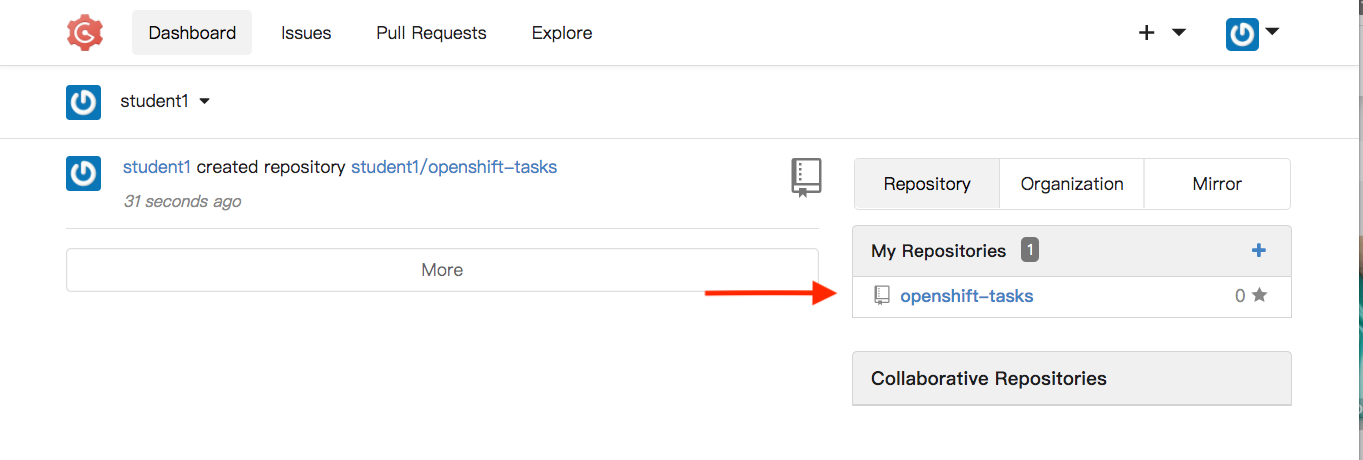 Dashboard Issues Pull Requests Explore
student1
student1 created repository student1/openshift-tasks
31 seconds ago
More
Repository Organization Mirror
My Repositories 1
openshift-tasks 0
Collaborative Repositories